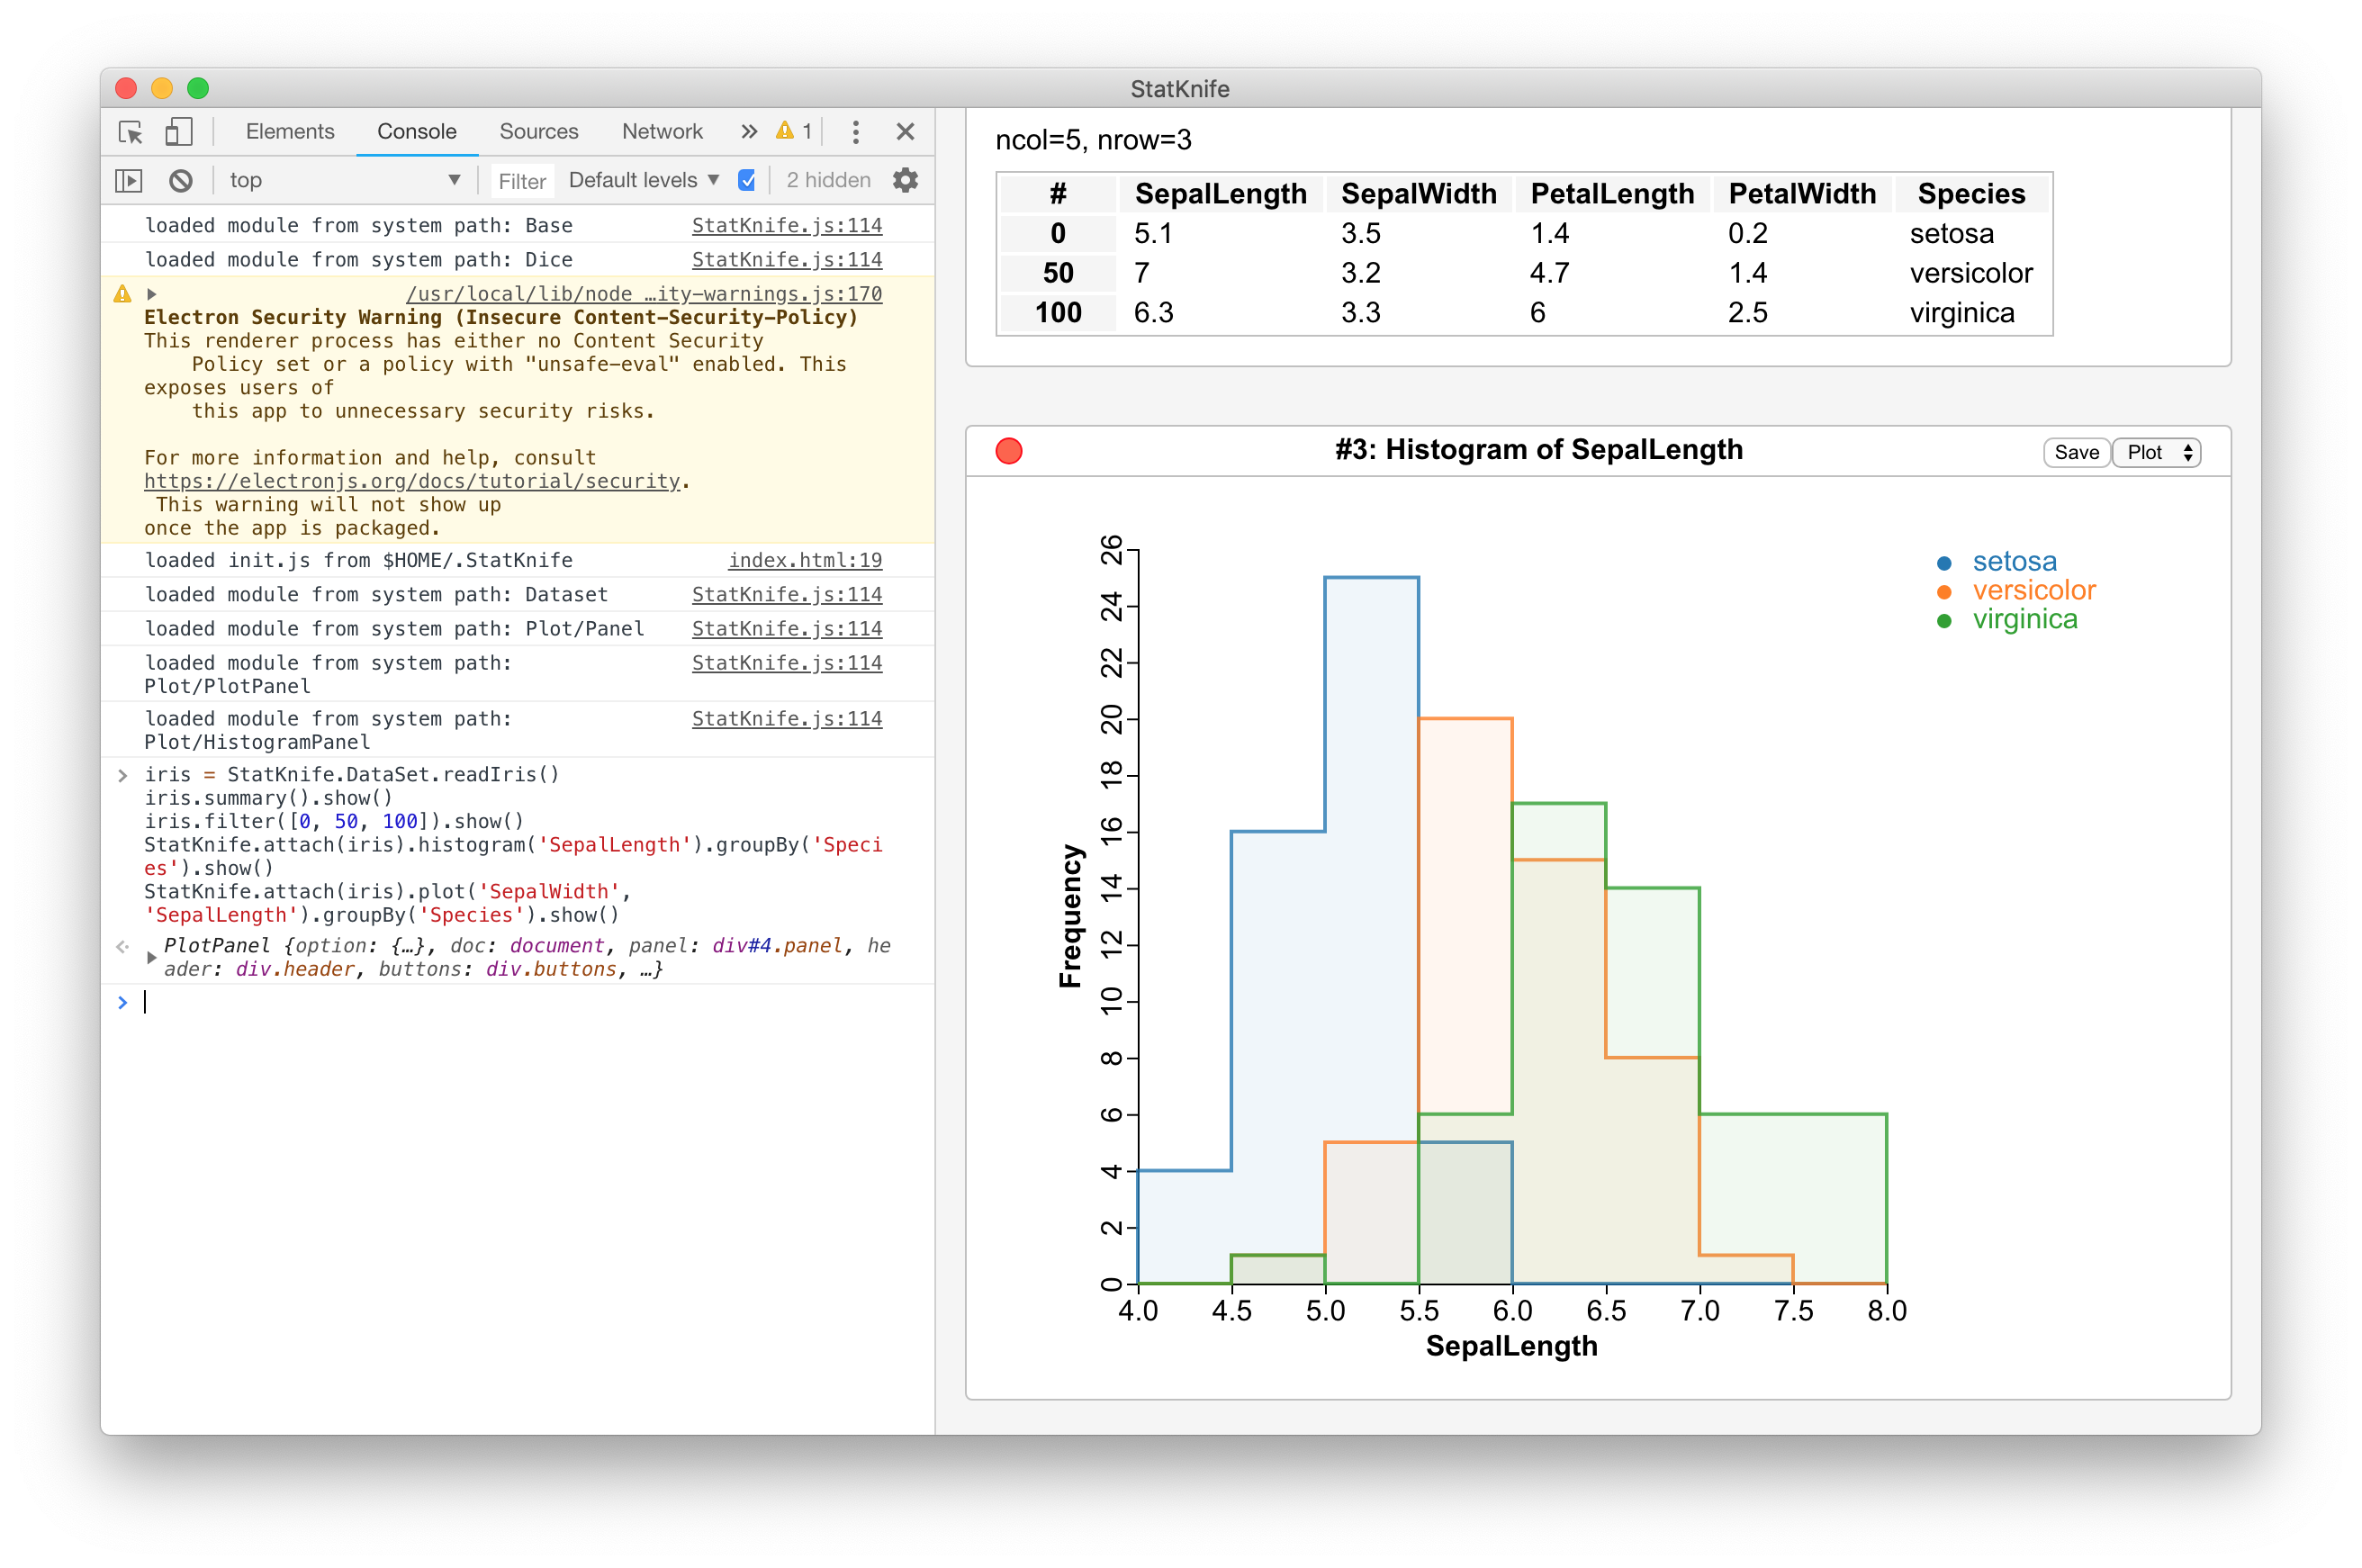 StatKnife
Elements Console Sources Network » 1
top Filter Default levels 2 hidden
loaded module from system path: Base StatKnife.js:114
loaded module from system path: Dice StatKnife.js:114
/usr/local/lib/node …ity-warnings.js:170
Electron Security Warning (Insecure Content-Security-Policy)
This renderer process has either no Content Security
Policy set or a policy with "unsafe-eval" enabled. This
exposes users of
this app to unnecessary security risks.
For more information and help, consult
https://electronjs.org/docs/tutorial/security.
This warning will not show up
once the app is packaged.
loaded init.js from $HOME/.StatKnife index.html:19
loaded module from system path: Dataset StatKnife.js:114
loaded module from system path: Plot/Panel StatKnife.js:114
loaded module from system path: StatKnife.js:114
Plot/PlotPanel
loaded module from system path: StatKnife.js:114
Plot/HistogramPanel
> iris = StatKnife.DataSet.readIris()
iris.summary().show()
iris.filter([0, 50, 100]).show()
StatKnife.attach(iris).histogram('SepalLength').groupBy('Speci
es').show()
StatKnife.attach(iris).plot('SepalWidth',
'SepalLength').groupBy('Species').show()
PlotPanel {option: {…}, doc: document, panel: div#4.panel, he
ader: div.header, buttons: div.buttons, …}
>
ncol=5, nrow=3
# SepalLength SepalWidth PetalLength PetalWidth Species
0 5.1 3.5 1.4 0.2 setosa
50 7 3.2 4.7 1.4 versicolor
100 6.3 3.3 6 2.5 virginica
#3: Histogram of SepalLength Save Plot
setosa
versicolor
virginica
26
24
22
20
18
16
14
12
10
8
6
4
2
0
Frequency
4.0 4.5 5.0 5.5 6.0 6.5 7.0 7.5 8.0
SepalLength